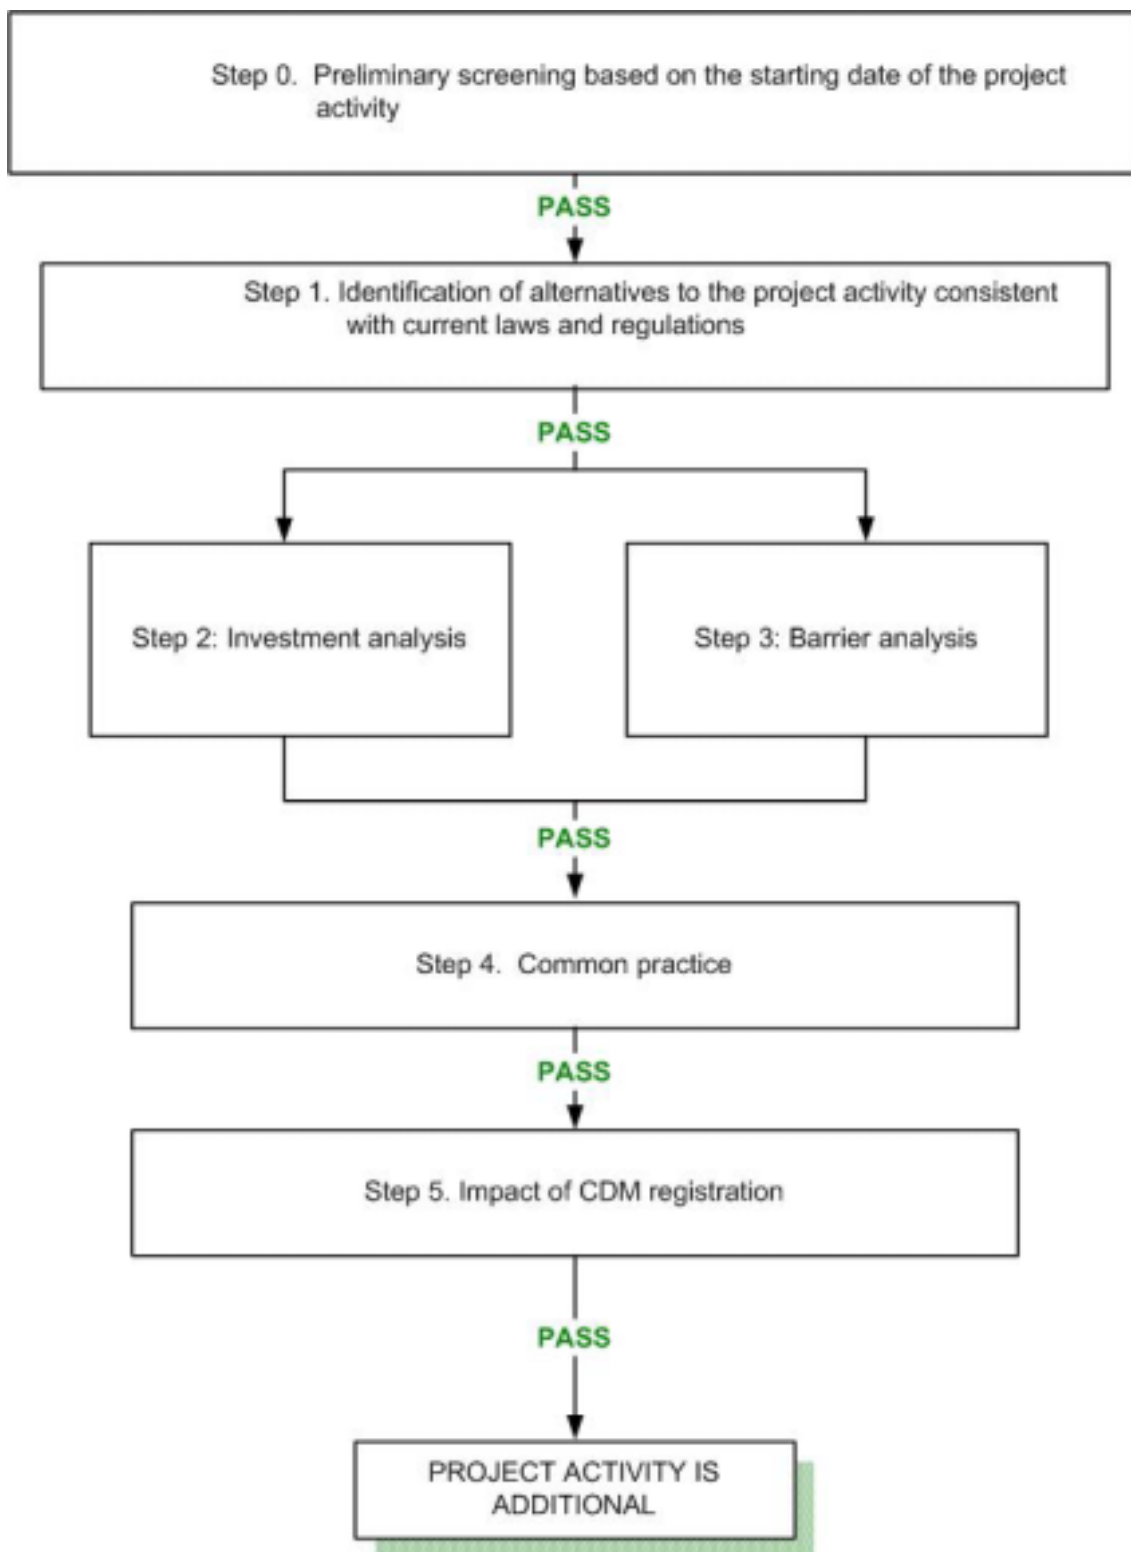 Step 0.  Preliminary screening based on the starting date of the project
activity
PASS
Step 1. Identification of alternatives to the project activity consistent
with current laws and regulations
PASS
Step 2: Investment analysis
Step 3: Barrier analysis
PASS
Step 4.  Common practice
PASS
Step 5. Impact of CDM registration
PASS
PROJECT ACTIVITY IS
ADDITIONAL